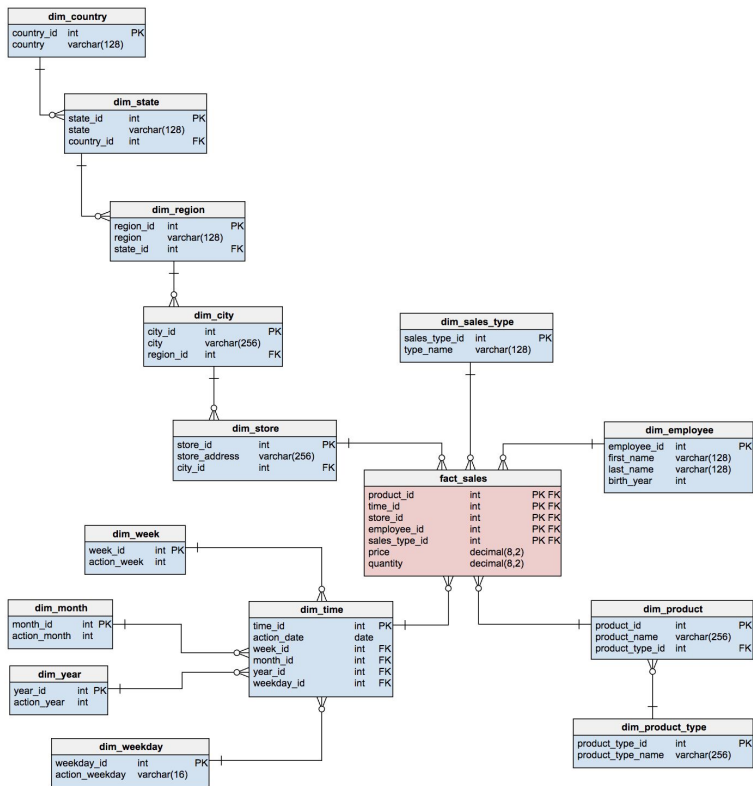 dim_country
country_id int PK
country varchar(128)
dim_state
state_id int PK
state varchar(128)
country_id int FK
dim_region
region_id int PK
region varchar(128)
state_id int FK
dim_city
city_id int PK
city varchar(256)
region_id int FK
dim_sales_type
sales_type_id int PK
type_name varchar(128)
dim_store
store_id int PK
store_address varchar(256)
city_id int FK
dim_employee
employee_id int PK
first_name varchar(128)
last_name varchar(128)
birth_year int
fact_sales
product_id int PK FK
time_id int PK FK
store_id int PK FK
employee_id int PK FK
sales_type_id int PK FK
price decimal(8,2)
quantity decimal(8,2)
dim_week
week_id int PK
action_week int
dim_month
month_id int PK
action_month int
dim_time
time_id int PK
action_date date
week_id int FK
month_id int FK
year_id int FK
weekday_id int FK
dim_product
product_id int PK
product_name varchar(256)
product_type_id int FK
dim_year
year_id int PK
action_year int
dim_product_type
product_type_id int PK
product_type_name varchar(256)
dim_weekday
weekday_id int PK
action_weekday varchar(16)